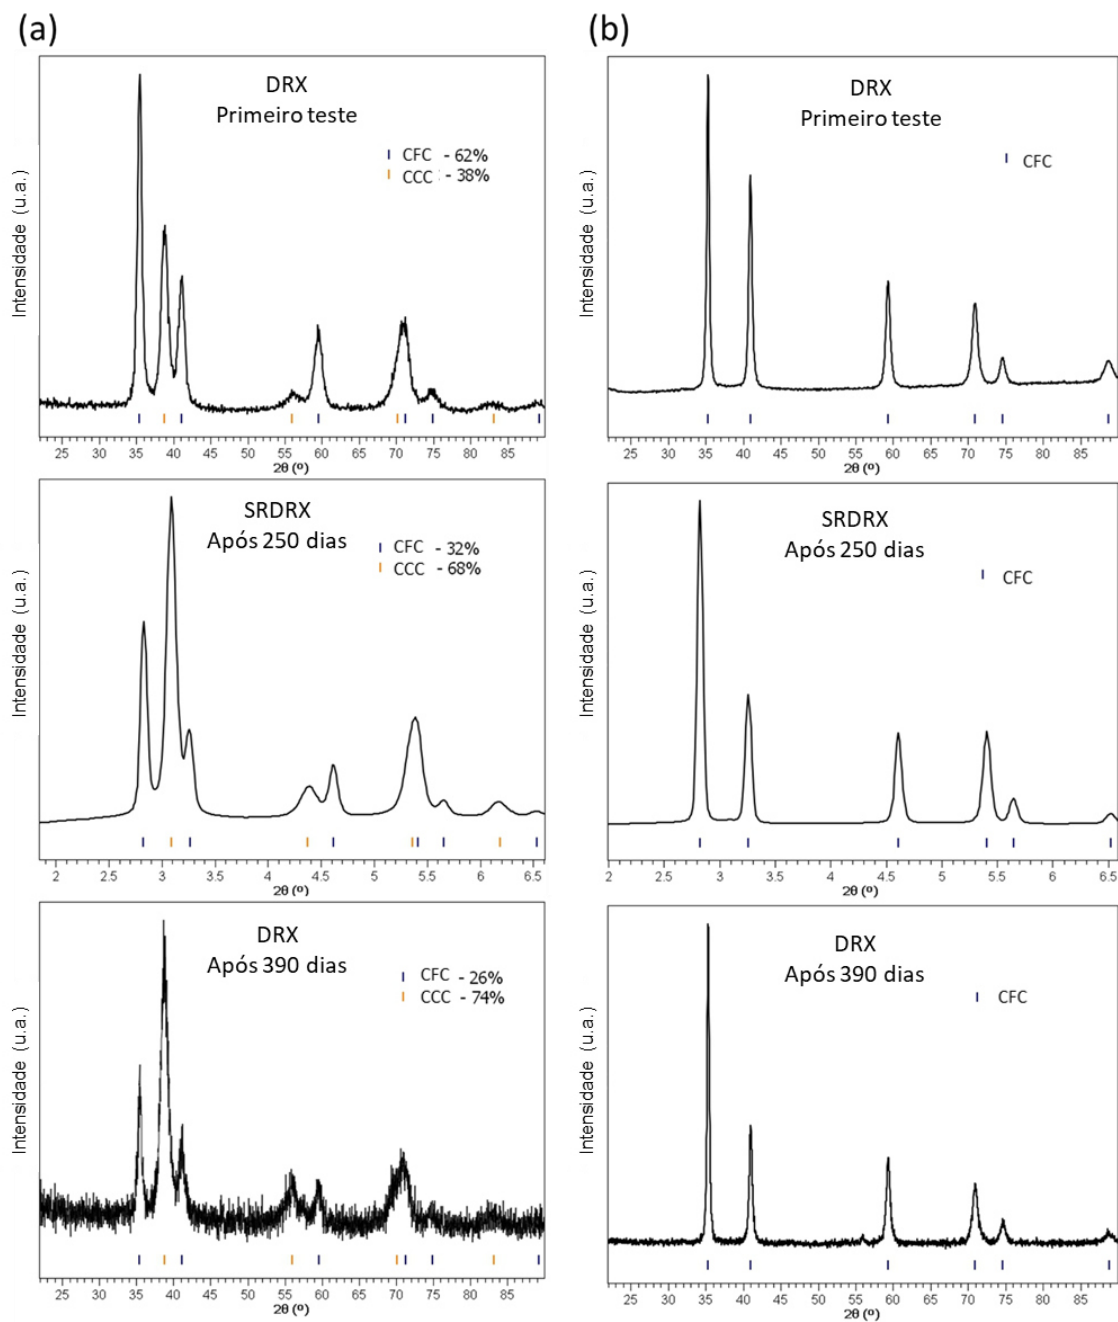 (a)
DRX
Primeiro teste
CFC - 62%
CCC - 38%
Intensidade (u.a.)
25 30 35 40 45 50 55 60 65 70 75 80 85
2θ (º)
SRDRX
Após 250 dias
CFC - 32%
CCC - 68%
Intensidade (u.a.)
2 2.5 3 3.5 4 4.5 5 5.5 6 6.5
2θ (º)
DRX
Após 390 dias
CFC - 26%
CCC - 74%
Intensidade (u.a.)
25 30 35 40 45 50 55 60 65 70 75 80 85
2θ (º)
(b)
DRX
Primeiro teste
CFC
Intensidade (u.a.)
25 30 35 40 45 50 55 60 65 70 75 80 85
2θ (º)
SRDRX
Após 250 dias
CFC
Intensidade (u.a.)
2 2.5 3 3.5 4 4.5 5 5.5 6 6.5
2θ (º)
DRX
Após 390 dias
CFC
Intensidade (u.a.)
25 30 35 40 45 50 55 60 65 70 75 80 85
2θ (º)